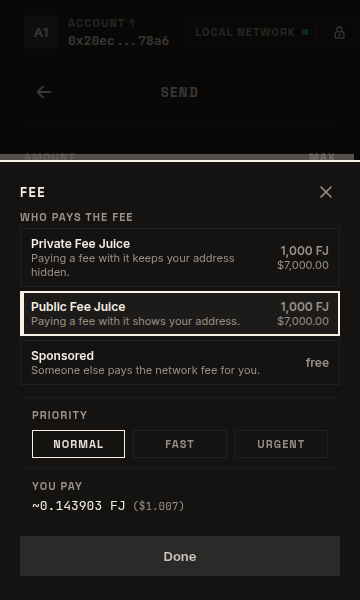 A1
ACCOUNT 1
0x20ec...78a6
LOCAL NETWORK
SEND
AMOUNT
MAX
FEE
WHO PAYS THE FEE
Private Fee Juice
Paying a fee with it keeps your address
hidden.
1,000 FJ
$7,000.00
Public Fee Juice
Paying a fee with it shows your address.
1,000 FJ
$7,000.00
Sponsored
Someone else pays the network fee for you.
free
PRIORITY
NORMAL
FAST
URGENT
YOU PAY
~0.143903 FJ ($1.007)
Done